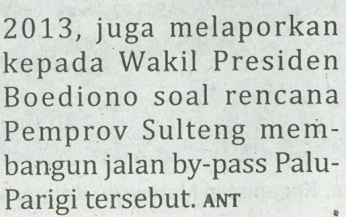 2013, juga melaporkan
kepada Wakil Presiden
Boediono soal rencana
Pemprov Sulteng mem-
bangun jalan by-pass Palu-
Parigi tersebut. ANT